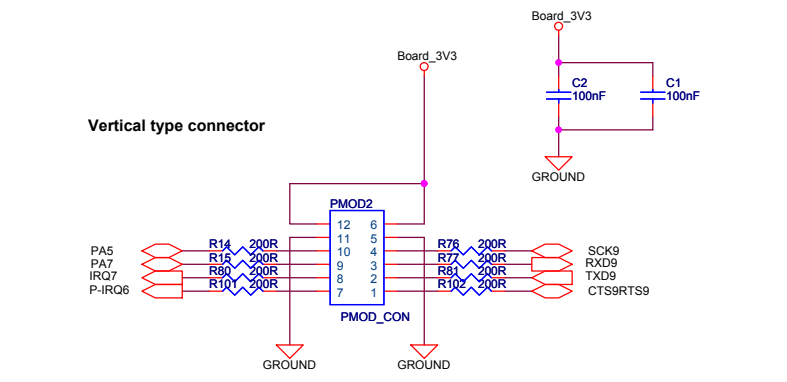 Board_3V3
Board_3V3
C2
100nF
C1
100nF
Vertical type connector
GROUND
PMOD2
12 6
11 5
R14 200R 10 4 R76 200R
PA5 SCK9
R15 200R 9 3 R77 200R
PA7 RXD9
R80 200R 8 2 R81 200R
IRQ7 TXD9
R101 200R 7 1 R102 200R
P-IRQ6 CTS9RTS9
PMOD_CON
GROUND GROUND